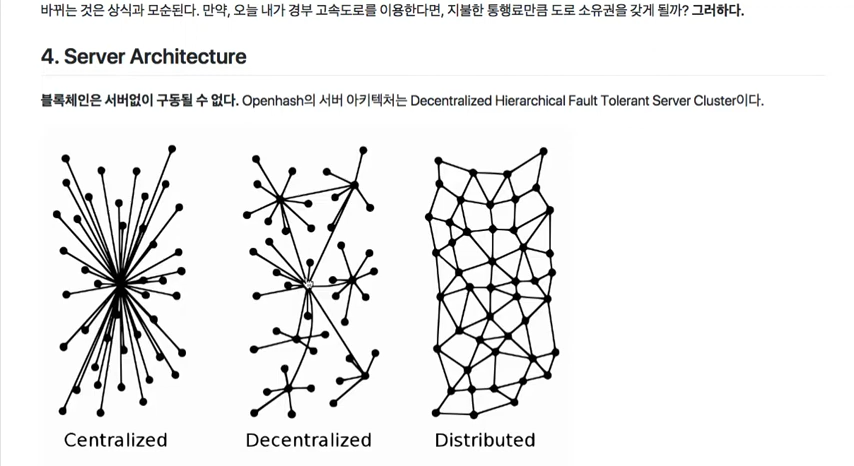 바뀌는 것은 상식과 모순된다. 만약, 오늘 내가 경부 고속도로를 이용한다면, 지불한 통행료만큼 도로 소유권을 갖게 될까? 그러하다.
4. Server Architecture
블록체인은 서버없이 구동될 수 없다. Openhash의 서버 아키텍처는 Decentralized Hierarchical Fault Tolerant Server Cluster이다.
Centralized
Decentralized
Distributed